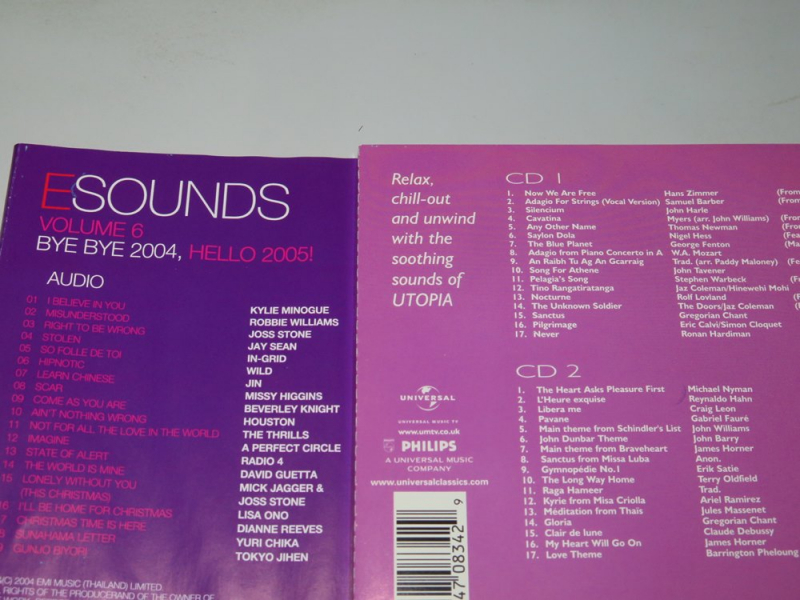 ESOUNDS
VOLUME 6
BYE BYE 2004, HELLO 2005!
AUDIO
01 I BELIEVE IN YOU KYLIE MINOGUE
02 MISUNDERSTOOD ROBBIE WILLIAMS
03 RIGHT TO BE WRONG JOSS STONE
04 STOLEN JAY SEAN
05 SO FOLLE DE TOI IN-GRID
06 HIPNOTIC WILD
07 LEARN CHINESE JIN
08 SCAR MISSY HIGGINS
09 COME AS YOU ARE BEVERLEY KNIGHT
10 AIN'T NOTHING WRONG HOUSTON
11 NOT FOR ALL THE LOVE IN THE WORLD THE THRILLS
12 IMAGINE A PERFECT CIRCLE
13 STATE OF ALERT RADIO 4
14 THE WORLD IS MINE DAVID GUETTA
15 LONELY WITHOUT YOU MICK JAGGER &
(THIS CHRISTMAS) JOSS STONE
16 I'LL BE HOME FOR CHRISTMAS LISA ONO
7 CHRISTMAS TIME IS HERE DIANNE REEVES
SUNAHAMA LETTER YURI CHIKA
GUNJO BIYORI TOKYO JIHEN
2004 EMI MUSIC (THAILAND) LIMITED
RIGHTS OF THE PRODUCERAND OF THE OWNER OF
Relax,
chill-out
and unwind
with the
soothing
sounds of
UTOPIA
UNIVERSAL
UNIVERSAL MUSIC TV
www.umtv.co.uk
PHILIPS
A UNIVERSAL MUSIC
COMPANY
www.universalclassics.com
47 08342 9
CD 1
1. Now We Are Free Hans Zimmer (From
2. Adagio For Strings (Vocal Version) Samuel Barber (From
3. Silencium John Harle
4. Cavatina Myers (arr. John Williams) (From
5. Any Other Name Thomas Newman (From
6. Saylon Dola Nigel Hess (Fea
7. The Blue Planet George Fenton (Ma
8. Adagio from Piano Concerto in A W.A. Mozart
9. An Raibh Tu Ag An Gcarraig Trad. (arr. Paddy Maloney) (Fe
10. Song For Athene John Tavener
11. Pelagia's Song Stephen Warbeck (F
12. Tino Rangatiratanga Jaz Coleman/Hinewehi Mohi
13. Nocturne Rolf Lovland (F
14. The Unknown Soldier The Doors/Jaz Coleman (F
15. Sanctus Gregorian Chant
16. Pilgrimage Eric Calvi/Simon Cloquet
17. Never Ronan Hardiman
CD 2
1. The Heart Asks Pleasure First Michael Nyman
2. L'Heure exquise Reynaldo Hahn
3. Libera me Craig Leon
4. Pavane Gabriel Fauré
5. Main theme from Schindler's List John Williams
6. John Dunbar Theme John Barry
7. Main theme from Braveheart James Horner
8. Sanctus from Missa Luba Anon.
9. Gymnopédie No.1 Erik Satie
10. The Long Way Home Terry Oldfield
11. Raga Hameer Trad.
12. Kyrie from Misa Criolla Ariel Ramirez
13. Méditation from Thaïs Jules Massenet
14. Gloria Gregorian Chant
15. Clair de lune Claude Debussy
16. My Heart Will Go On James Horner
17. Love Theme Barrington Pheloung